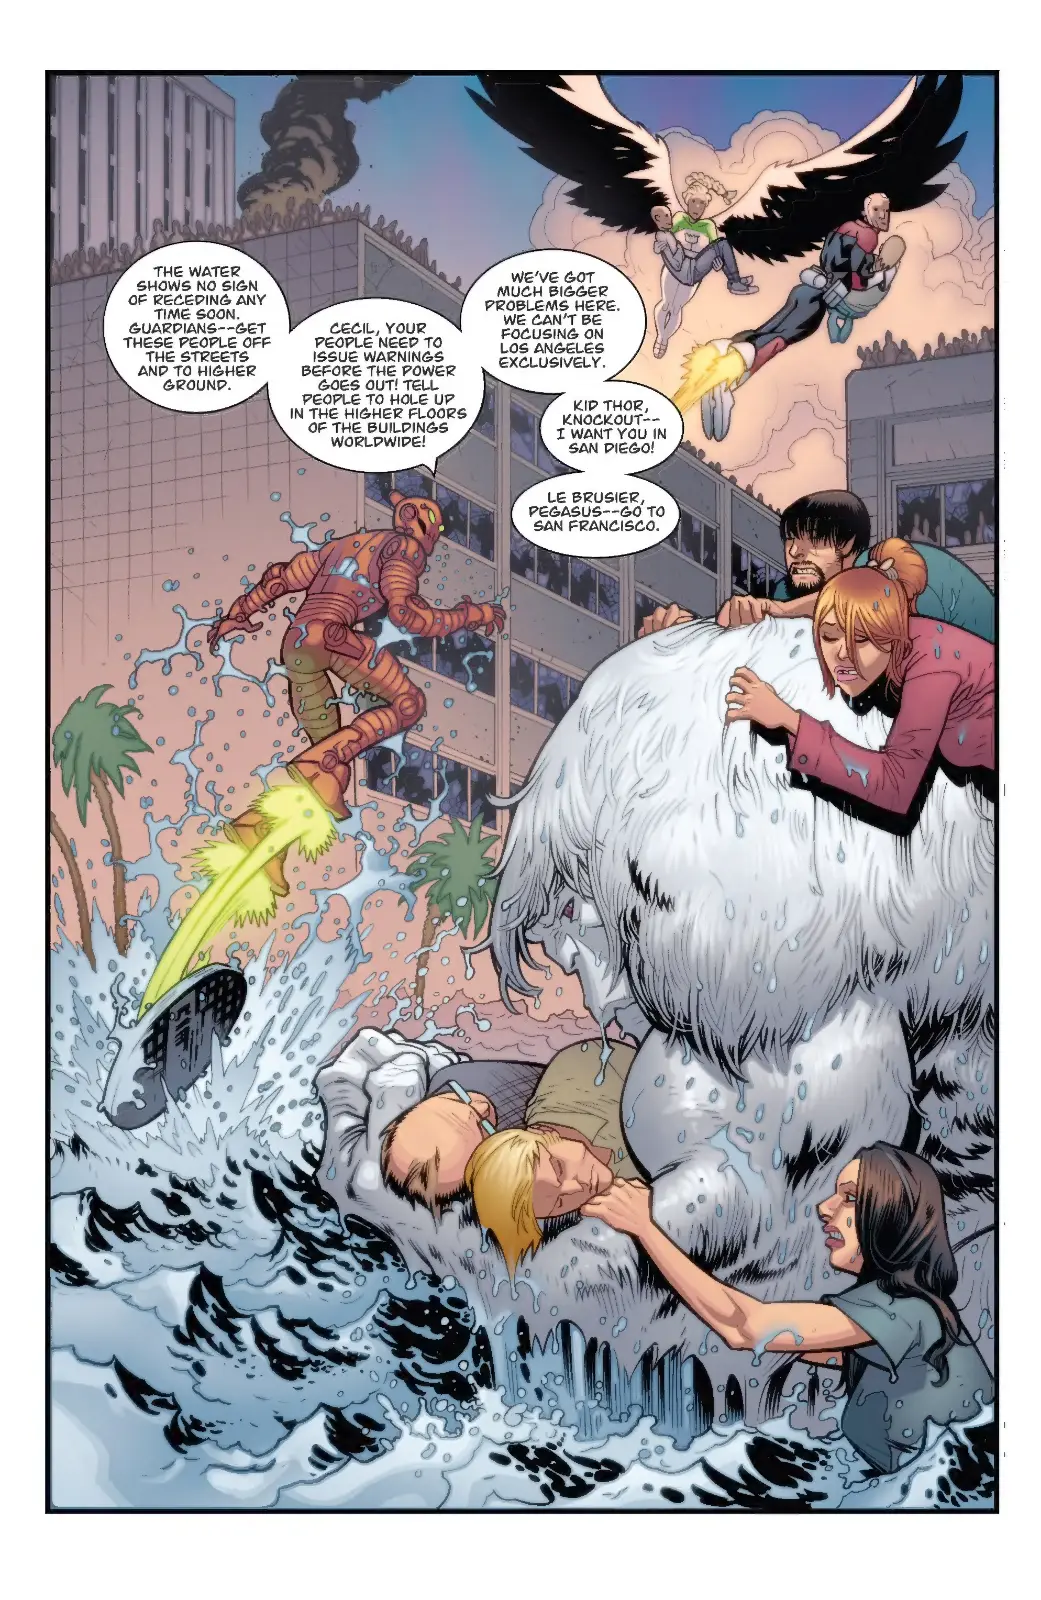 THE WATER
SHOWS NO SIGN
OF RECEDING ANY
TIME SOON.
GUARDIANS--GET
THESE PEOPLE OFF
THE STREETS
AND TO HIGHER
GROUND.
CECIL, YOUR
PEOPLE NEED TO
ISSUE WARNINGS
BEFORE THE POWER
GOES OUT! TELL
PEOPLE TO HOLE UP
IN THE HIGHER FLOORS
OF THE BUILDINGS
WORLDWIDE!
WE'VE GOT
MUCH BIGGER
PROBLEMS HERE.
WE CAN'T BE
FOCUSING ON
LOS ANGELES
EXCLUSIVELY.
KID THOR,
KNOCKOUT--
I WANT YOU IN
SAN DIEGO!
LE BRUSIER,
PEGASUS--GO TO
SAN FRANCISCO.